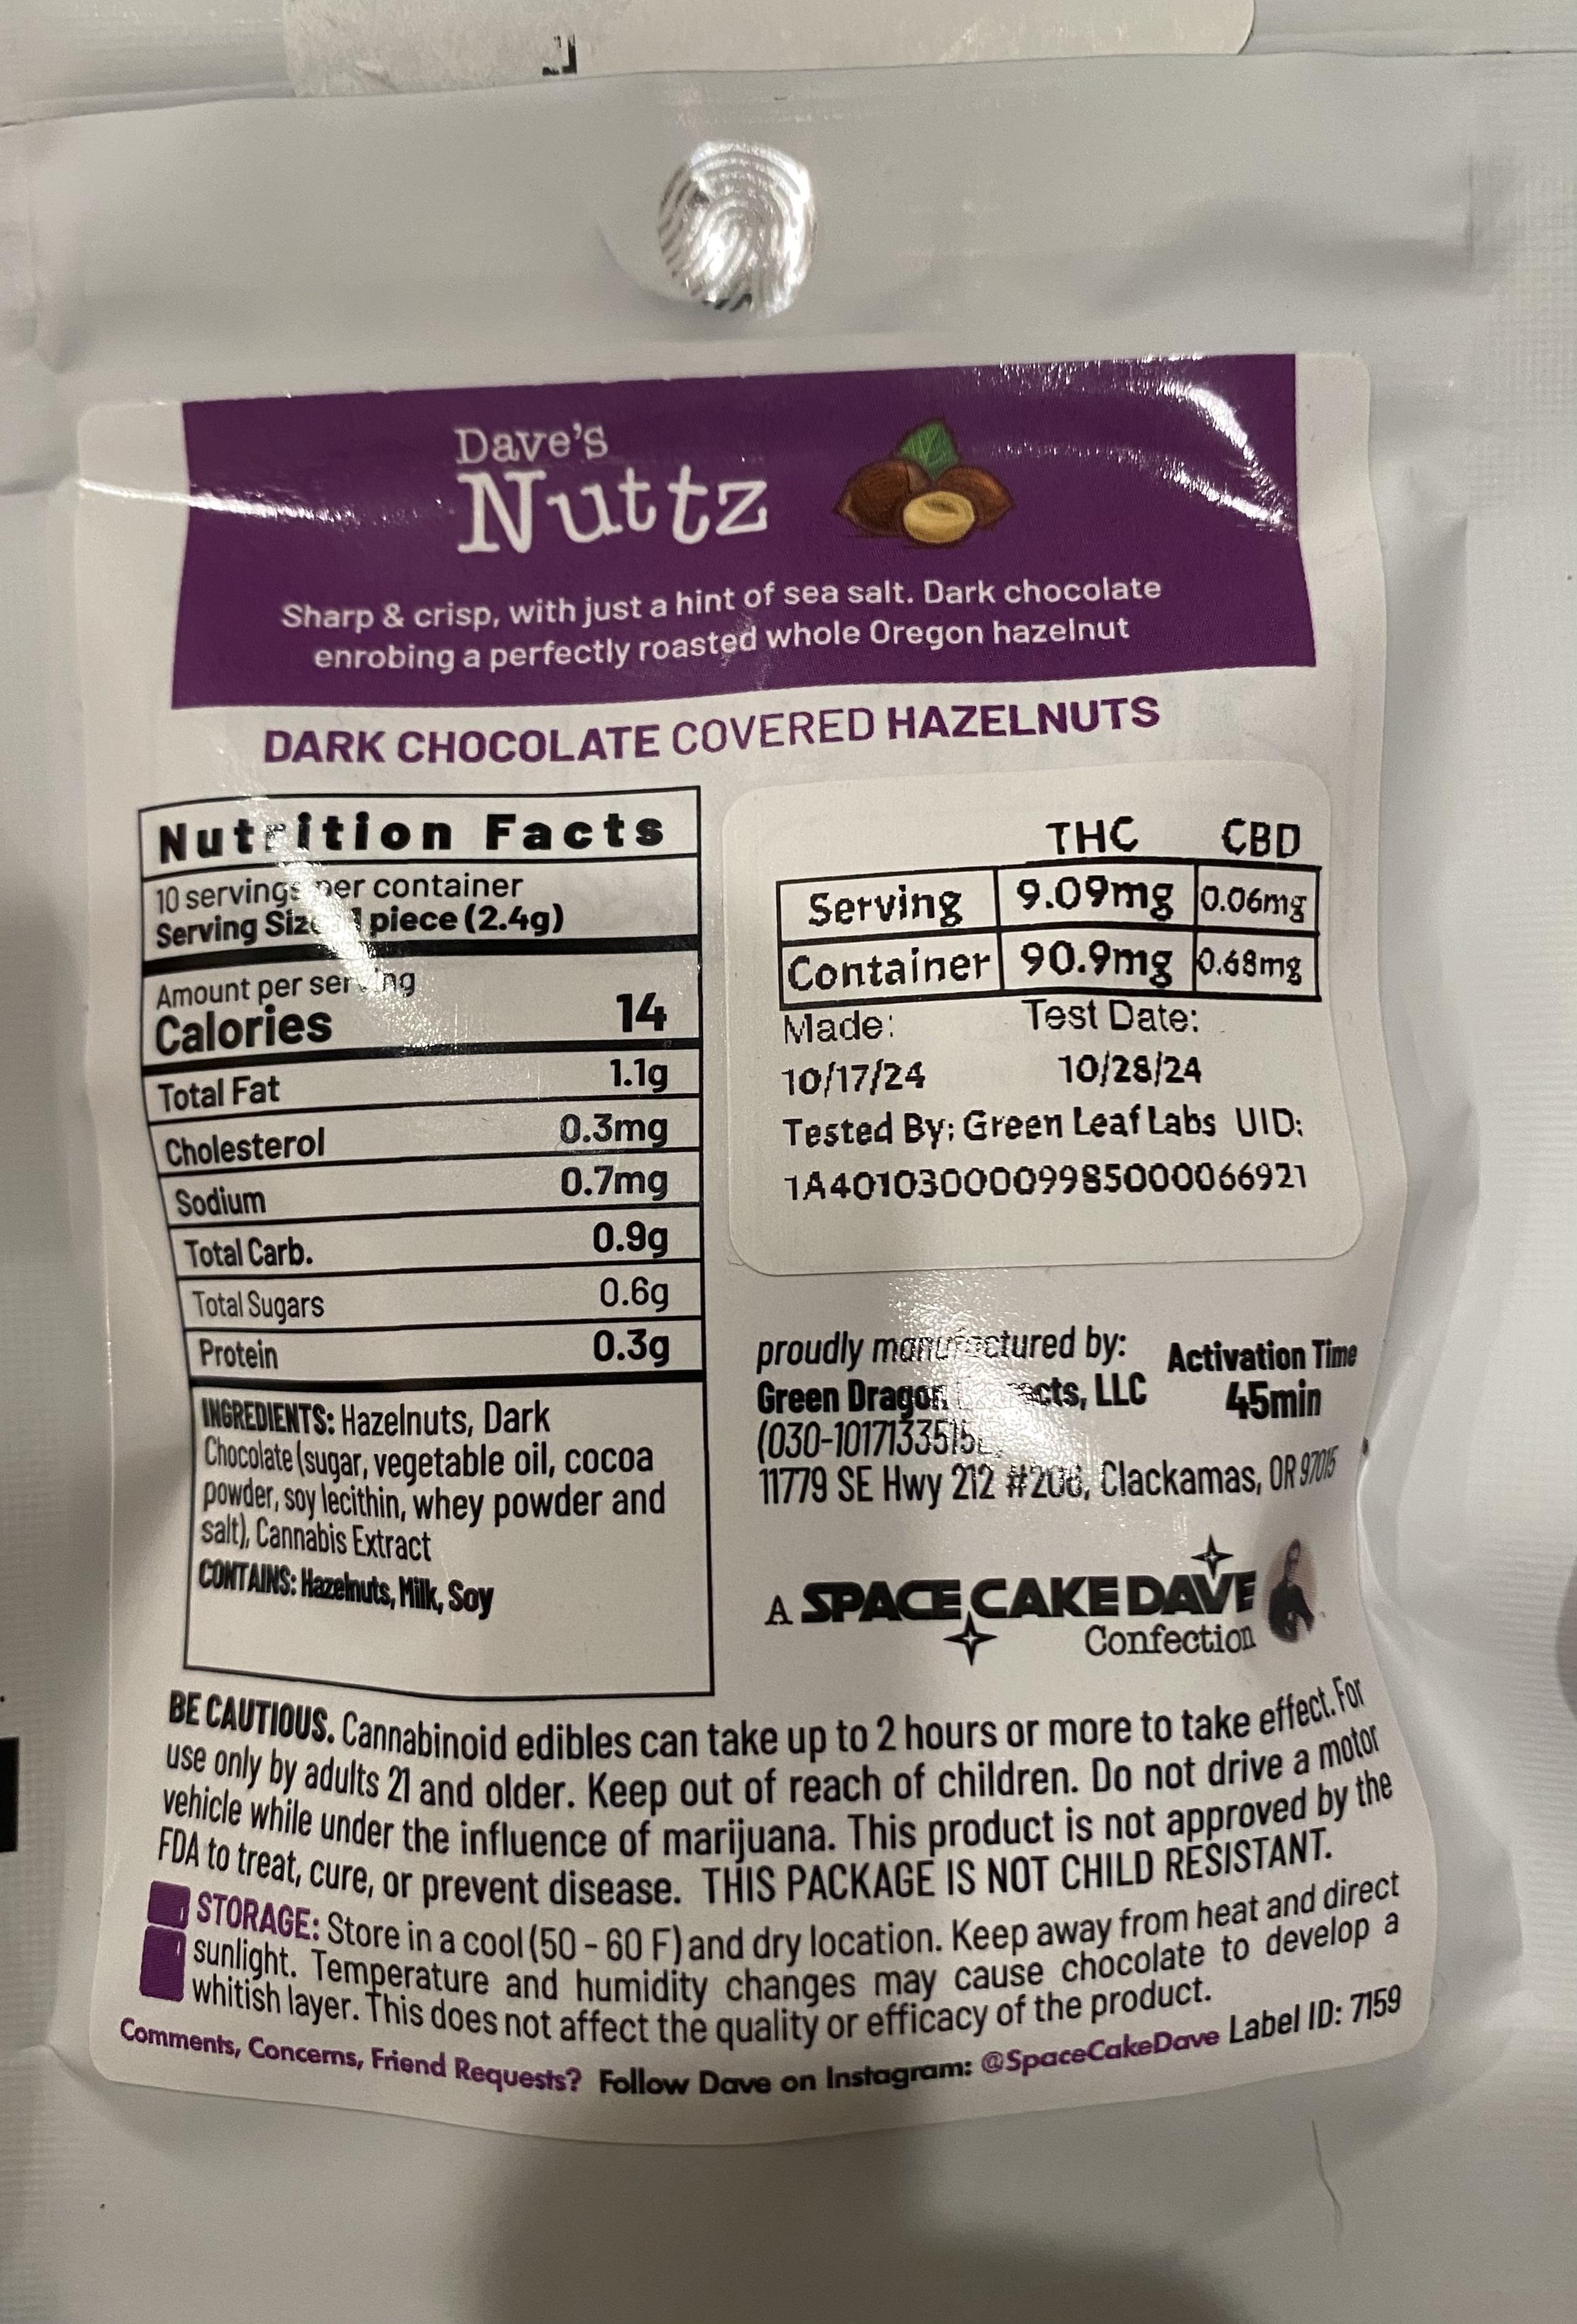 Dave's
Nuttz
Sharp & crisp, with just a hint of sea salt. Dark chocolate
enrobing a perfectly roasted whole Oregon hazelnut
DARK CHOCOLATE COVERED HAZELNUTS
Nutrition Facts
10 servings per container
Serving Size 1 piece (2.4g)
Amount per serving
Calories 14
Total Fat 1.1g
Cholesterol 0.3mg
Sodium 0.7mg
Total Carb. 0.9g
Total Sugars 0.6g
Protein 0.3g
INGREDIENTS: Hazelnuts, Dark
Chocolate (sugar, vegetable oil, cocoa
powder, soy lecithin, whey powder and
salt), Cannabis Extract
CONTAINS: Hazelnuts, Milk, Soy
THC CBD
Serving 9.09mg 0.06mg
Container 90.9mg 0.68mg
Made: Test Date:
10/17/24 10/28/24
Tested By: Green Leaf Labs UID:
1A4010300009985000066921
proudly manufactured by:
Green Dragon LLC
11779 SE Hwy 212 #206, Clackamas, OR 97015
Activation Time
45min
A SPACE CAKE DAVE
Confection
BE CAUTIOUS. Cannabinoid edibles can take up to 2 hours or more to take effect. For
use only by adults 21 and older. Keep out of reach of children. Do not drive a motor
vehicle while under the influence of marijuana. This product is not approved by the
FDA to treat, cure, or prevent disease. THIS PACKAGE IS NOT CHILD RESISTANT.
STORAGE: Store in a cool (50 - 60 F) and dry location. Keep away from heat and direct
sunlight. Temperature and humidity changes may cause chocolate to develop a
whitish layer. This does not affect the quality or efficacy of the product.
Comments, Concerns, Friend Requests? Follow Dave on Instagram: @SpaceCakeDave Label ID: 7159